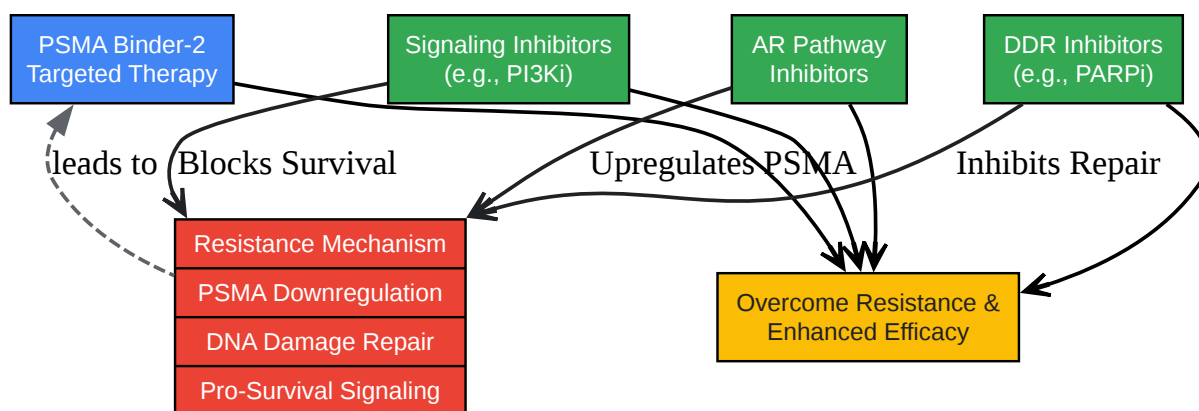 PSMA Binder-2
Targeted Therapy
Signaling Inhibitors
(e.g., PI3Ki)
AR Pathway
Inhibitors
DDR Inhibitors
(e.g., PARPi)
leads to
Blocks Survival
Upregulates PSMA
Inhibits Repair
Resistance Mechanism
PSMA Downregulation
DNA Damage Repair
Pro-Survival Signaling
Overcome Resistance &
Enhanced Efficacy